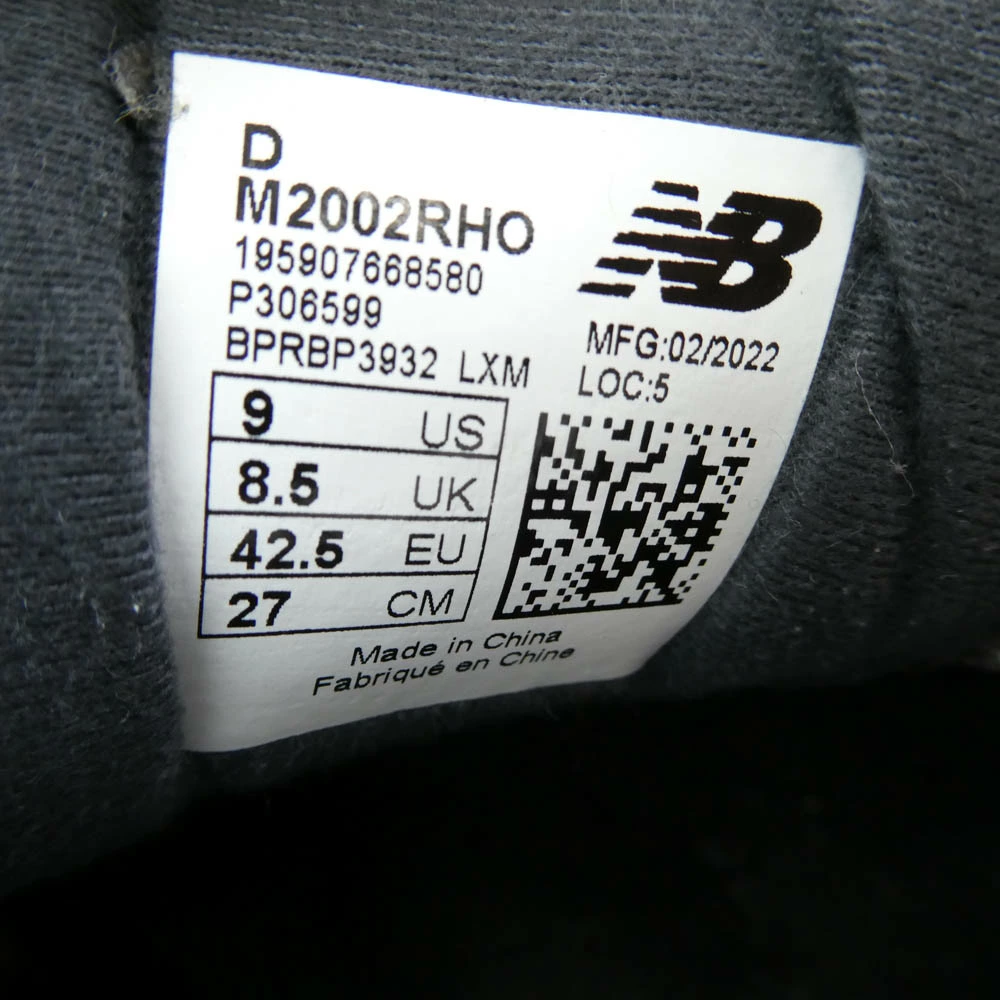 D
M2002RHO
195907668580
P306599
BPRBP3932 LXM
NB
MFG:02/2022
LOC:5
9 US
8.5 UK
42.5 EU
27 CM
Made in China
Fabriqué en Chine